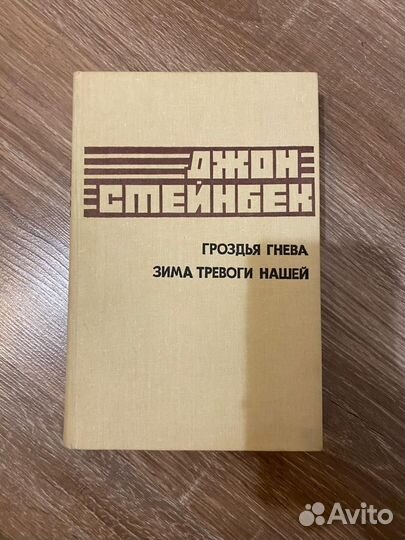 ДЖОН
СТЕЙНБЕК
ГРОЗДЬЯ ГНЕВА
ЗИМА ТРЕВОГИ НАШЕЙ
Avito